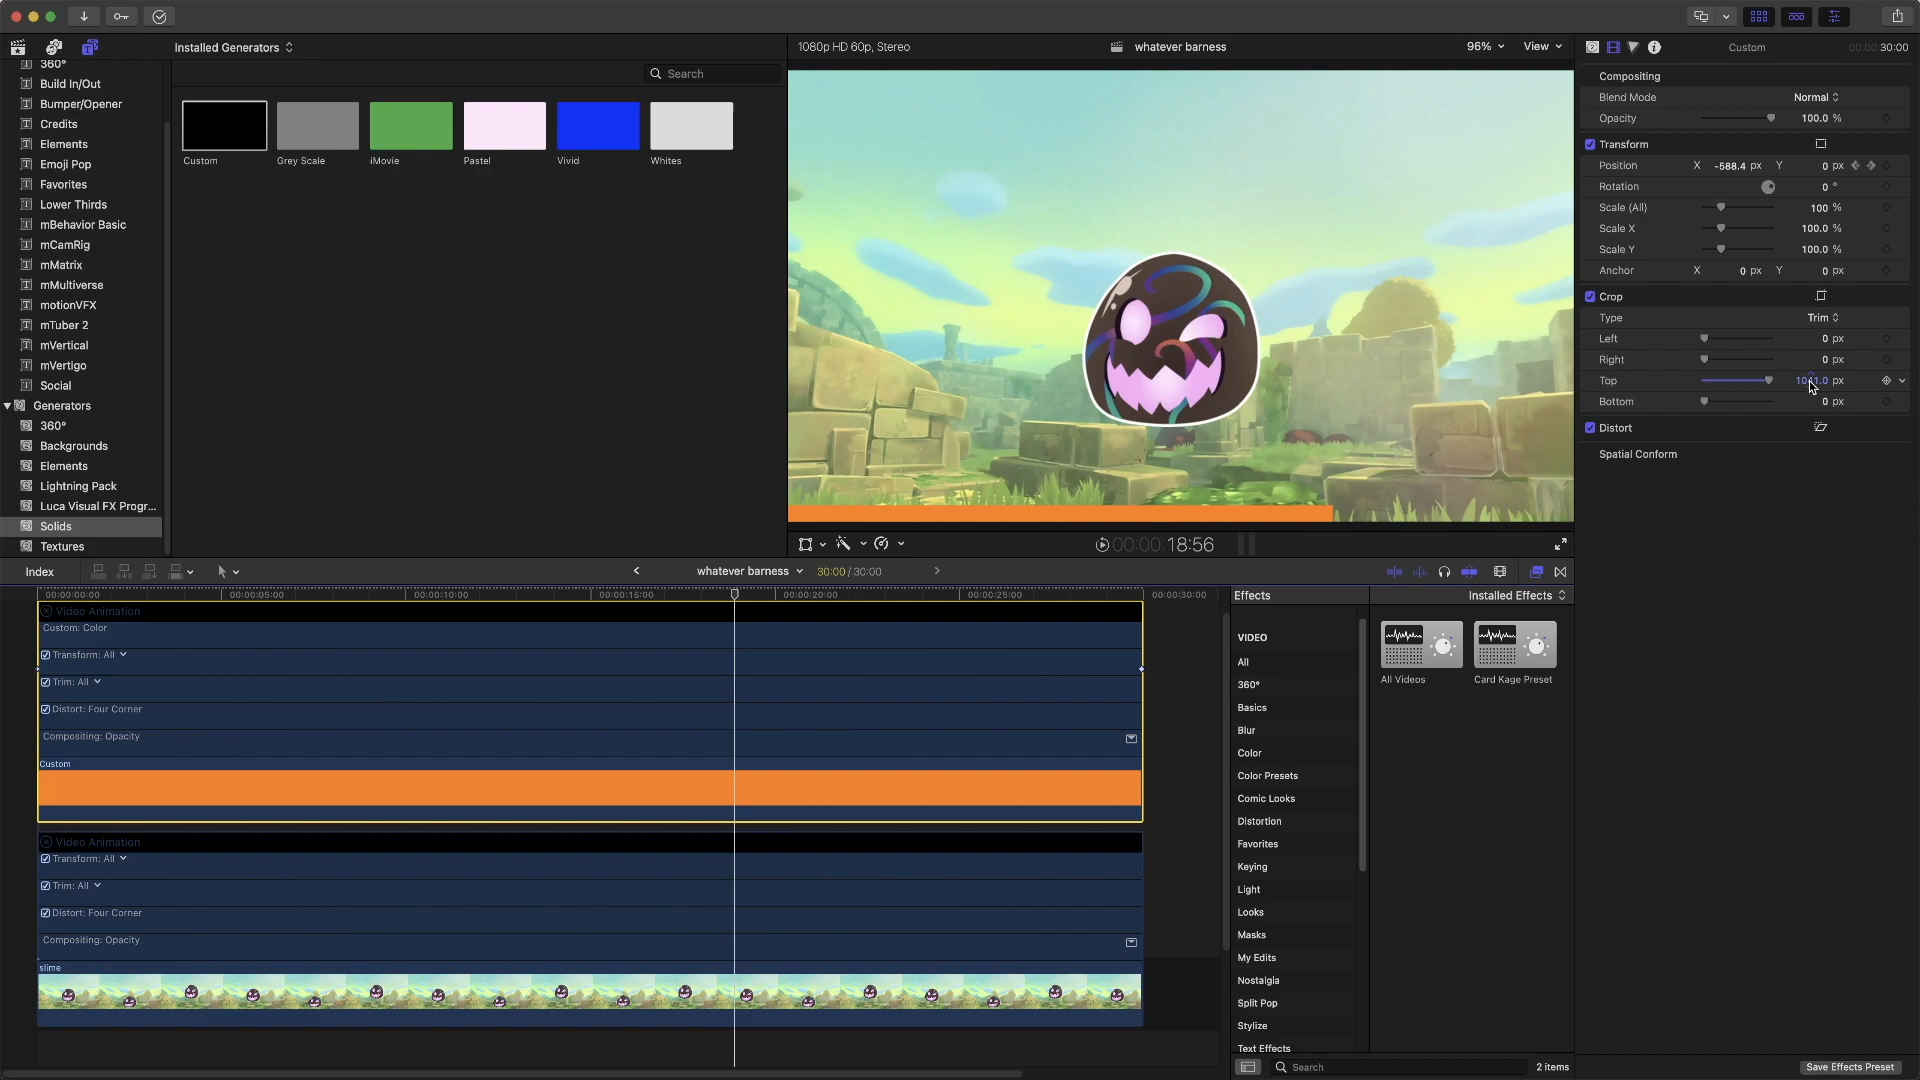 Installed Generators
1080p HD 60p, Stereo
whatever barness
96%
View
Custom
00:00:30:00
360°
Build In/Out
Bumper/Opener
Credits
Elements
Emoji Pop
Favorites
Lower Thirds
mBehavior Basic
mCamRig
mMatrix
mMultiverse
motionVFX
mTuber 2
mVertical
mVertigo
Social
Generators
360°
Backgrounds
Elements
Lightning Pack
Luca Visual FX Progr...
Solids
Textures
Search
Custom
Grey Scale
iMovie
Pastel
Vivid
Whites
00:00:18:56
Compositing
Blend Mode
Normal
Opacity
100.0 %
Transform
Position
X
-588.4 px
Y
0 px
Rotation
0 °
Scale (All)
100 %
Scale X
100.0 %
Scale Y
100.0 %
Anchor
X
0 px
Y
0 px
Crop
Type
Trim
Left
0 px
Right
0 px
Top
px
Bottom
0 px
Distort
Spatial Conform
Index
whatever barness
30:00 / 30:00
00:00:00:00
00:00:05:00
00:00:10:00
00:00:15:00
00:00:20:00
00:00:25:00
00:00:30:00
Video Animation
Custom: Color
Transform: All
Trim: All
Distort: Four Corner
Compositing: Opacity
Custom
Video Animation
Transform: All
Trim: All
Distort: Four Corner
Compositing: Opacity
slime
Effects
Installed Effects
VIDEO
All
360°
Basics
Blur
Color
Color Presets
Comic Looks
Distortion
Favorites
Keying
Light
Looks
Masks
My Edits
Nostalgia
Split Pop
Stylize
Text Effects
All Videos
Card Kage Preset
Search
2 items
Save Effects Preset